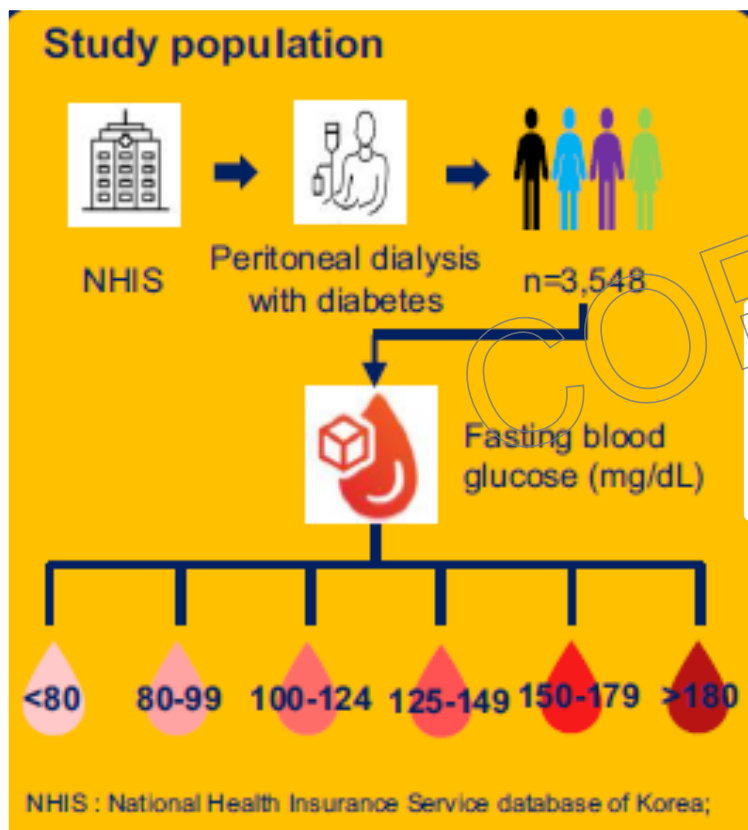 Study population
NHIS
Peritoneal dialysis
with diabetes
n=3,548
Fasting blood
glucose (mg/dL)
<80
80-99
100-124
125-149
150-179
>180
NHIS : National Health Insurance Service database of Korea;